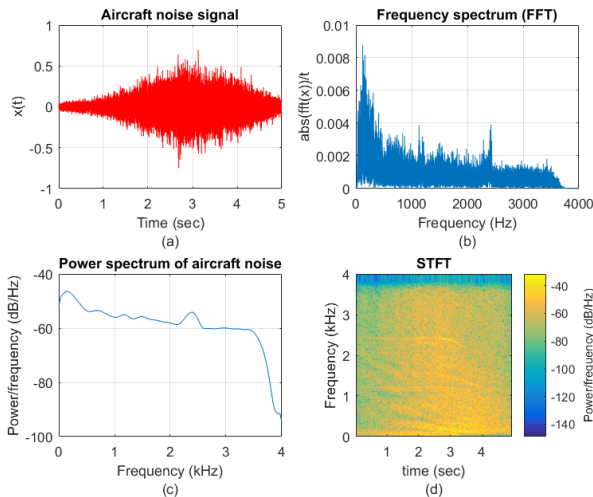 Aircraft noise signal
1
0.5
0
-0.5
-1
x(t)
0 1 2 3 4 5
Time (sec)
(a)
Frequency spectrum (FFT)
0.01
0.008
0.006
0.004
0.002
0
abs(fft(x))/t
0 1000 2000 3000 4000
Frequency (Hz)
(b)
Power spectrum of aircraft noise
-40
-60
-80
-100
Power/frequency (dB/Hz)
0 1 2 3 4
Frequency (kHz)
(c)
STFT
4
3
2
1
0
Frequency (kHz)
1 2 3 4
time (sec)
(d)
-40
-60
-80
-100
-120
-140
Power/frequency (dB/Hz)